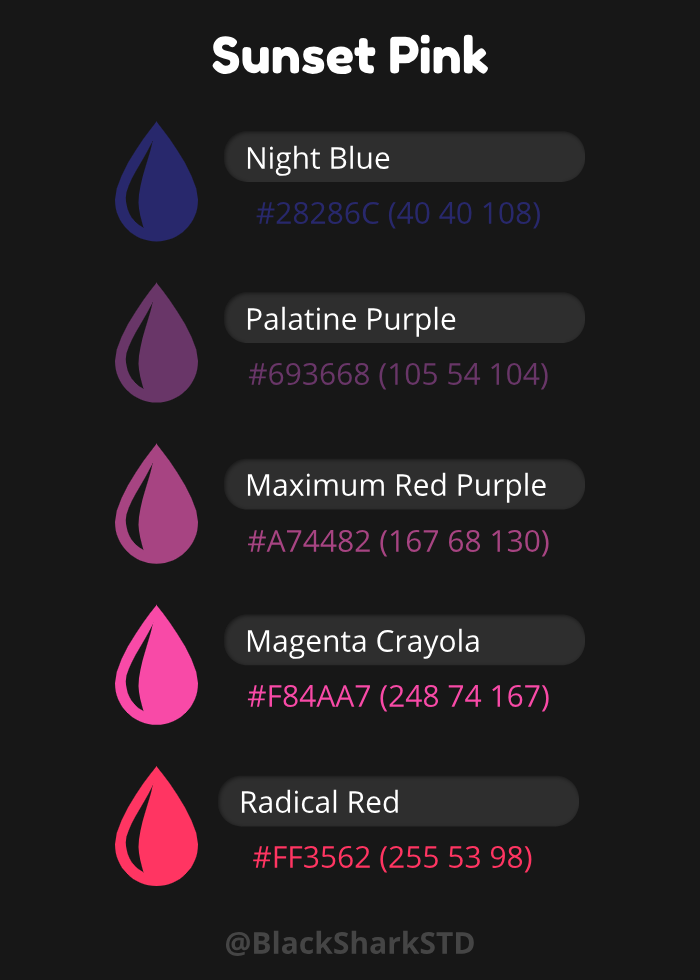 Sunset Pink
Night Blue
#28286C (40 40 108)
Palatine Purple
#693668 (105 54 104)
Maximum Red Purple
#A74482 (167 68 130)
Magenta Crayola
#F84AA7 (248 74 167)
Radical Red
#FF3562 (255 53 98)
@BlackSharkSTD